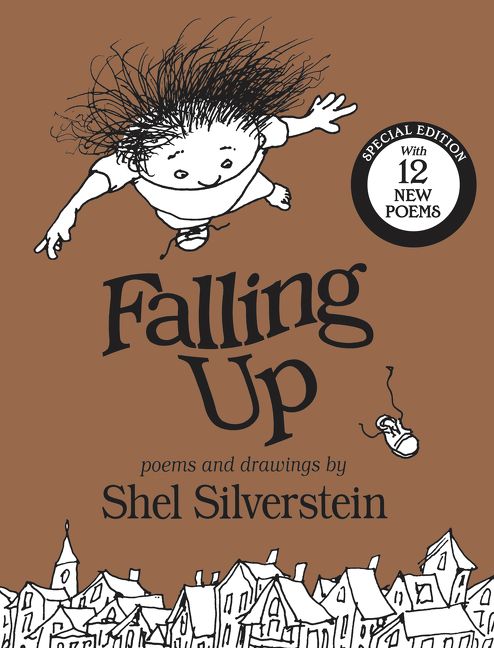 SPECIAL EDITION
With
12
NEW
POEMS
Falling
Up
poems and drawings by
Shel Silverstein